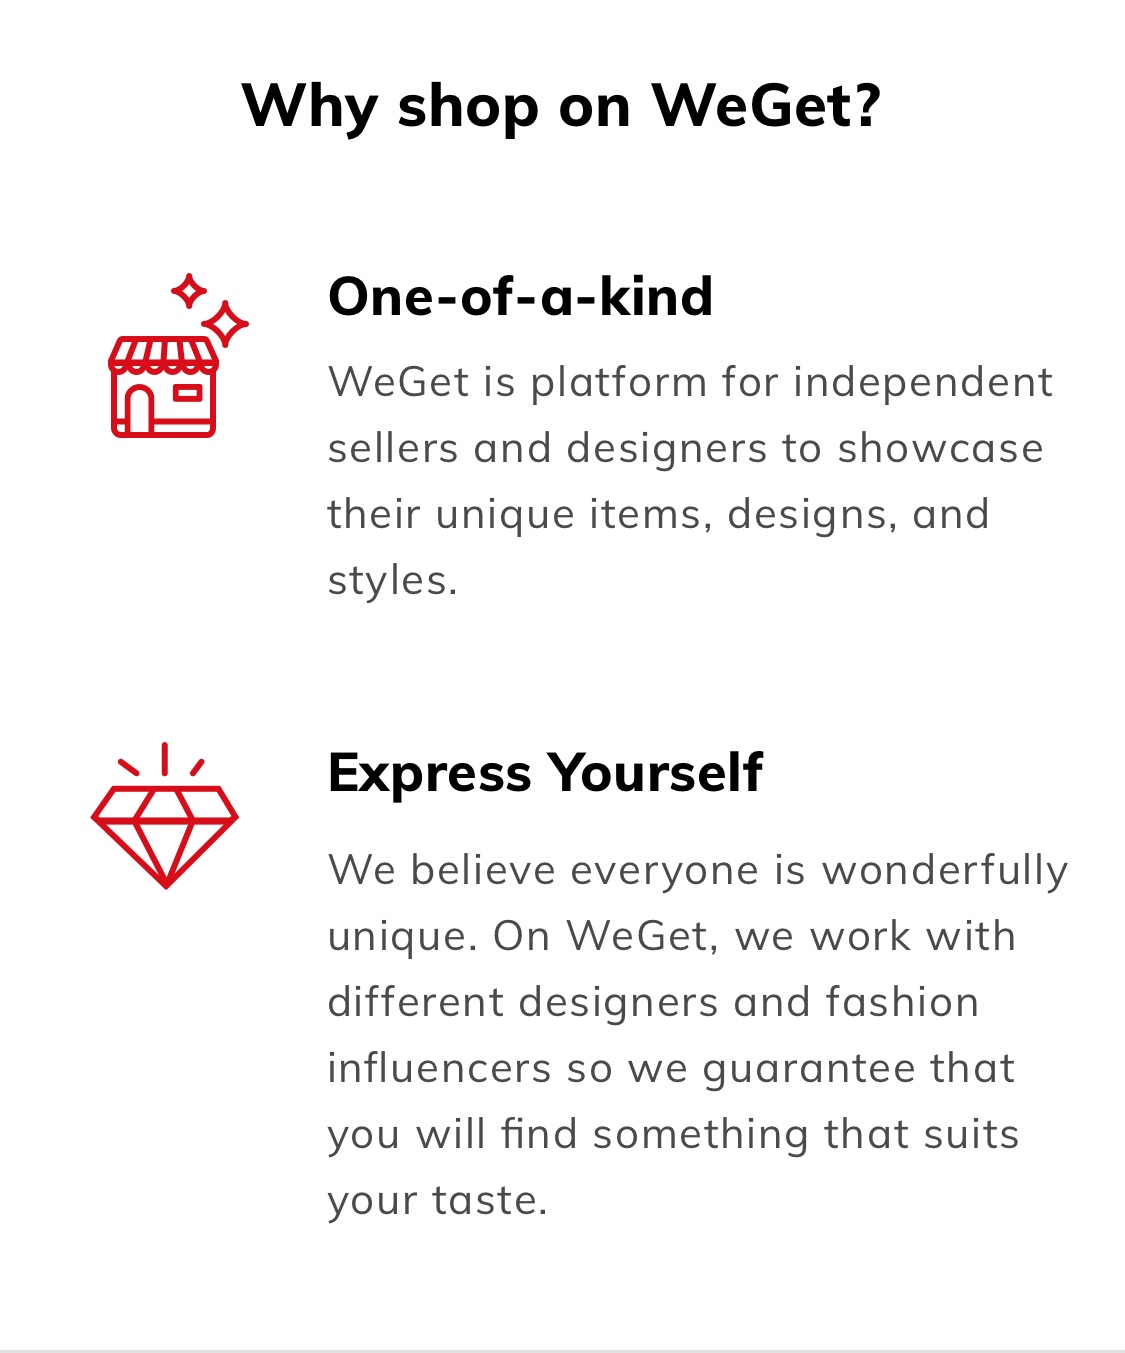 Why shop on WeGet?
One-of-a-kind
WeGet is platform for independent
sellers and designers to showcase
their unique items, designs, and
styles.
Express Yourself
We believe everyone is wonderfully
unique. On WeGet, we work with
different designers and fashion
influencers so we guarantee that
you will find something that suits
your taste.